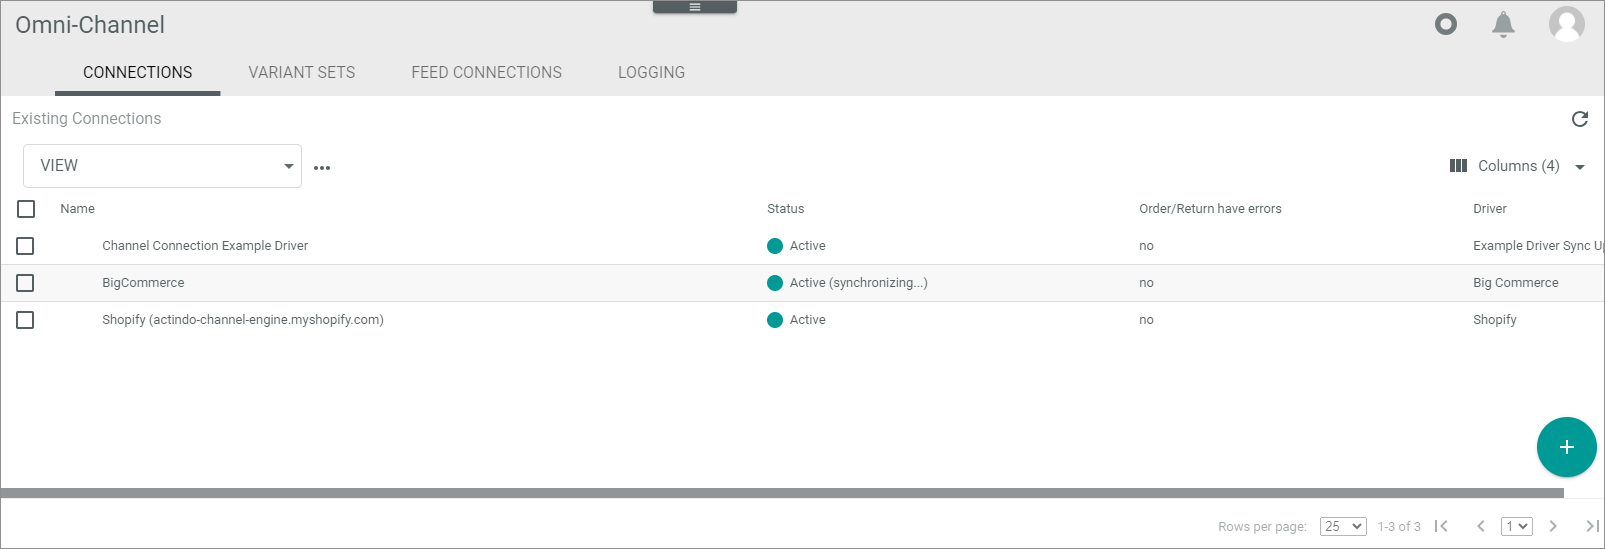 Omni-Channel
CONNECTIONS VARIANT SETS FEED CONNECTIONS LOGGING
Existing Connections
VIEW Columns (4)
Name Status Order/Return have errors Driver
Channel Connection Example Driver Active no Example Driver Sync
BigCommerce Active (synchronizing...) no Big Commerce
Shopify (actindo-channel-engine.myshopify.com) Active no Shopify
Rows per page: 25 1-3 of 3 1